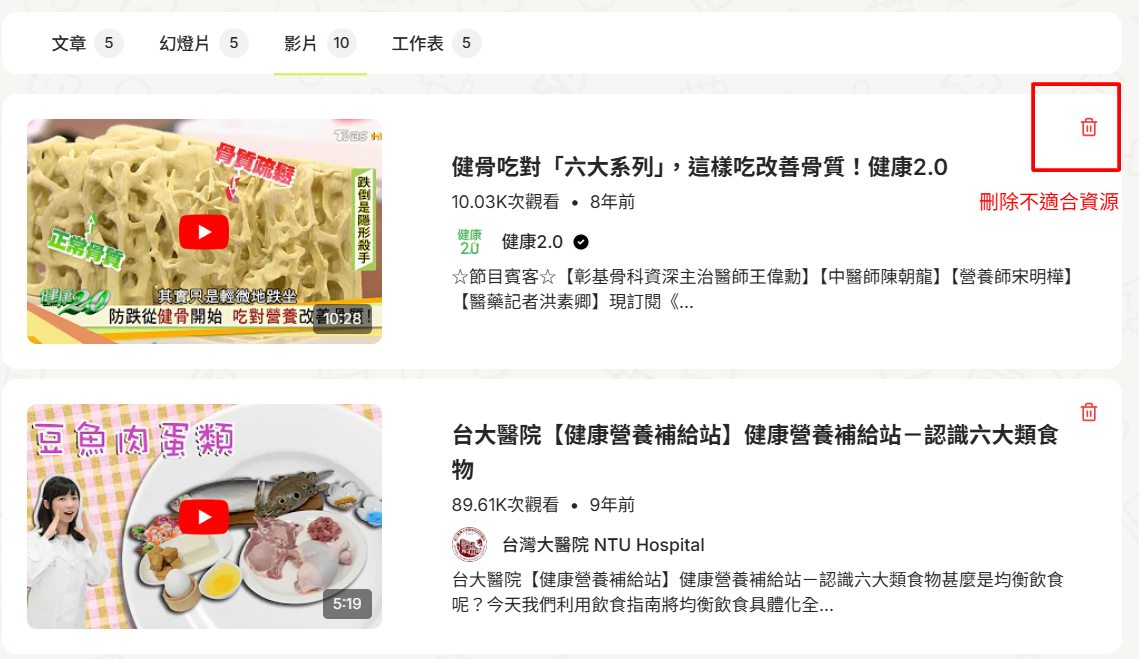 文章 5 幻燈片 5 影片 10 工作表 5
TVBS
骨質疏鬆
跌倒是隱形殺手
正常骨質
健康2.0
其實只是輕微地跌坐
防跌從健骨開始 吃對營養改善骨質!
10:28
健骨吃對「六大系列」，這樣吃改善骨質！健康2.0
10.03K次觀看 • 8年前
健康2.0
健康2.0
☆節目賓客☆【彰基骨科資深主治醫師王偉勳】【中醫師陳朝龍】【營養師宋明樺】
【醫藥記者洪素卿】現訂閱《...
刪除不適合資源
豆魚肉蛋類
5:19
台大醫院【健康營養補給站】健康營養補給站－認識六大類食
物
89.61K次觀看 • 9年前
台灣大醫院 NTU Hospital
台大醫院【健康營養補給站】健康營養補給站－認識六大類食物甚麼是均衡飲食
呢？今天我們利用飲食指南將均衡飲食具體化全...